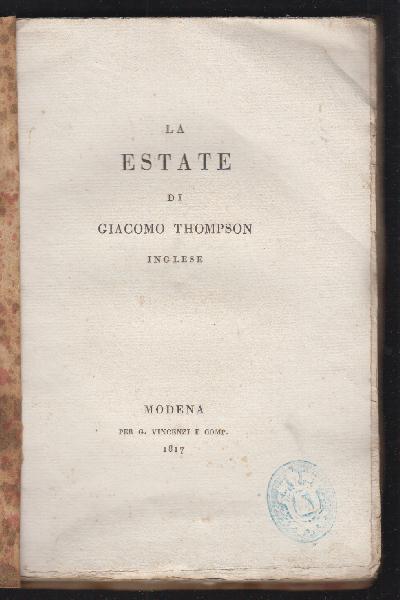 LA
ESTATE
DI
GIACOMO THOMPSON
INGLESE
MODENA
PER G. VINCENZI E COMP.
1817